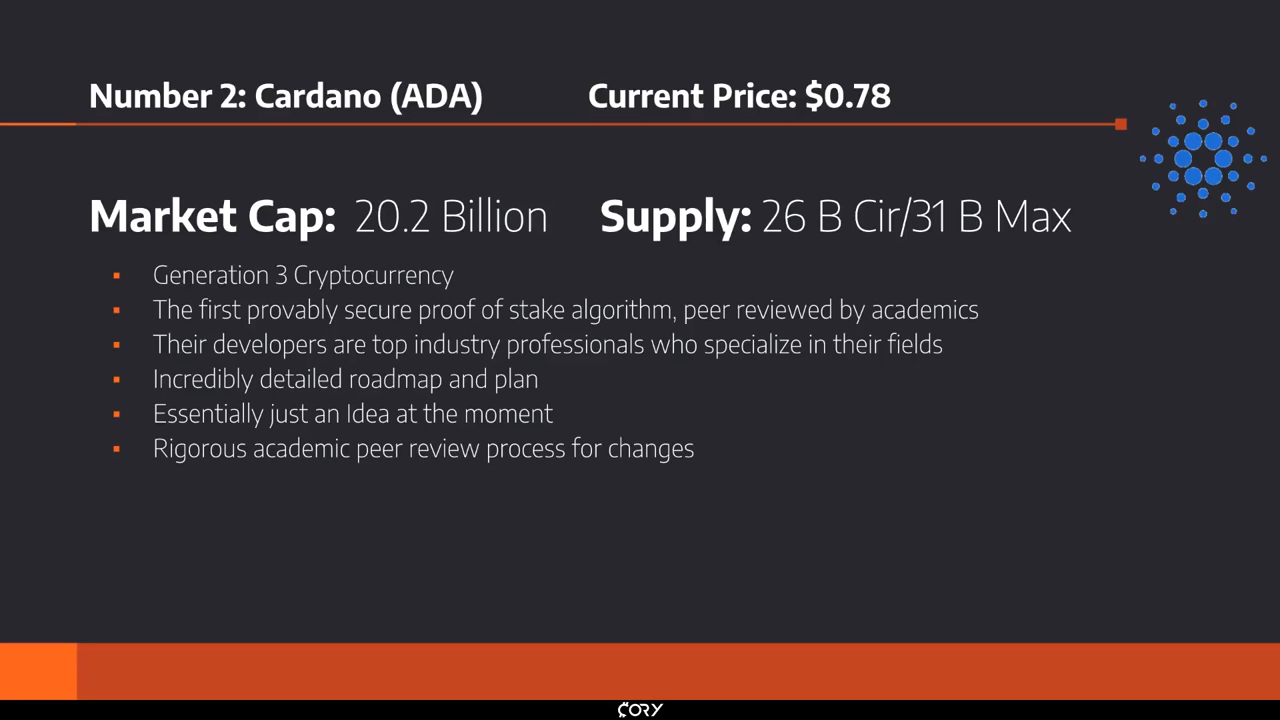 Number 2: Cardano (ADA) Current Price: $0.78
Market Cap: 20.2 Billion Supply: 26 B Cir/31 B Max
▪ Generation 3 Cryptocurrency
▪ The first provably secure proof of stake algorithm, peer reviewed by academics
▪ Their developers are top industry professionals who specialize in their fields
▪ Incredibly detailed roadmap and plan
▪ Essentially just an Idea at the moment
▪ Rigorous academic peer review process for changes
CORY